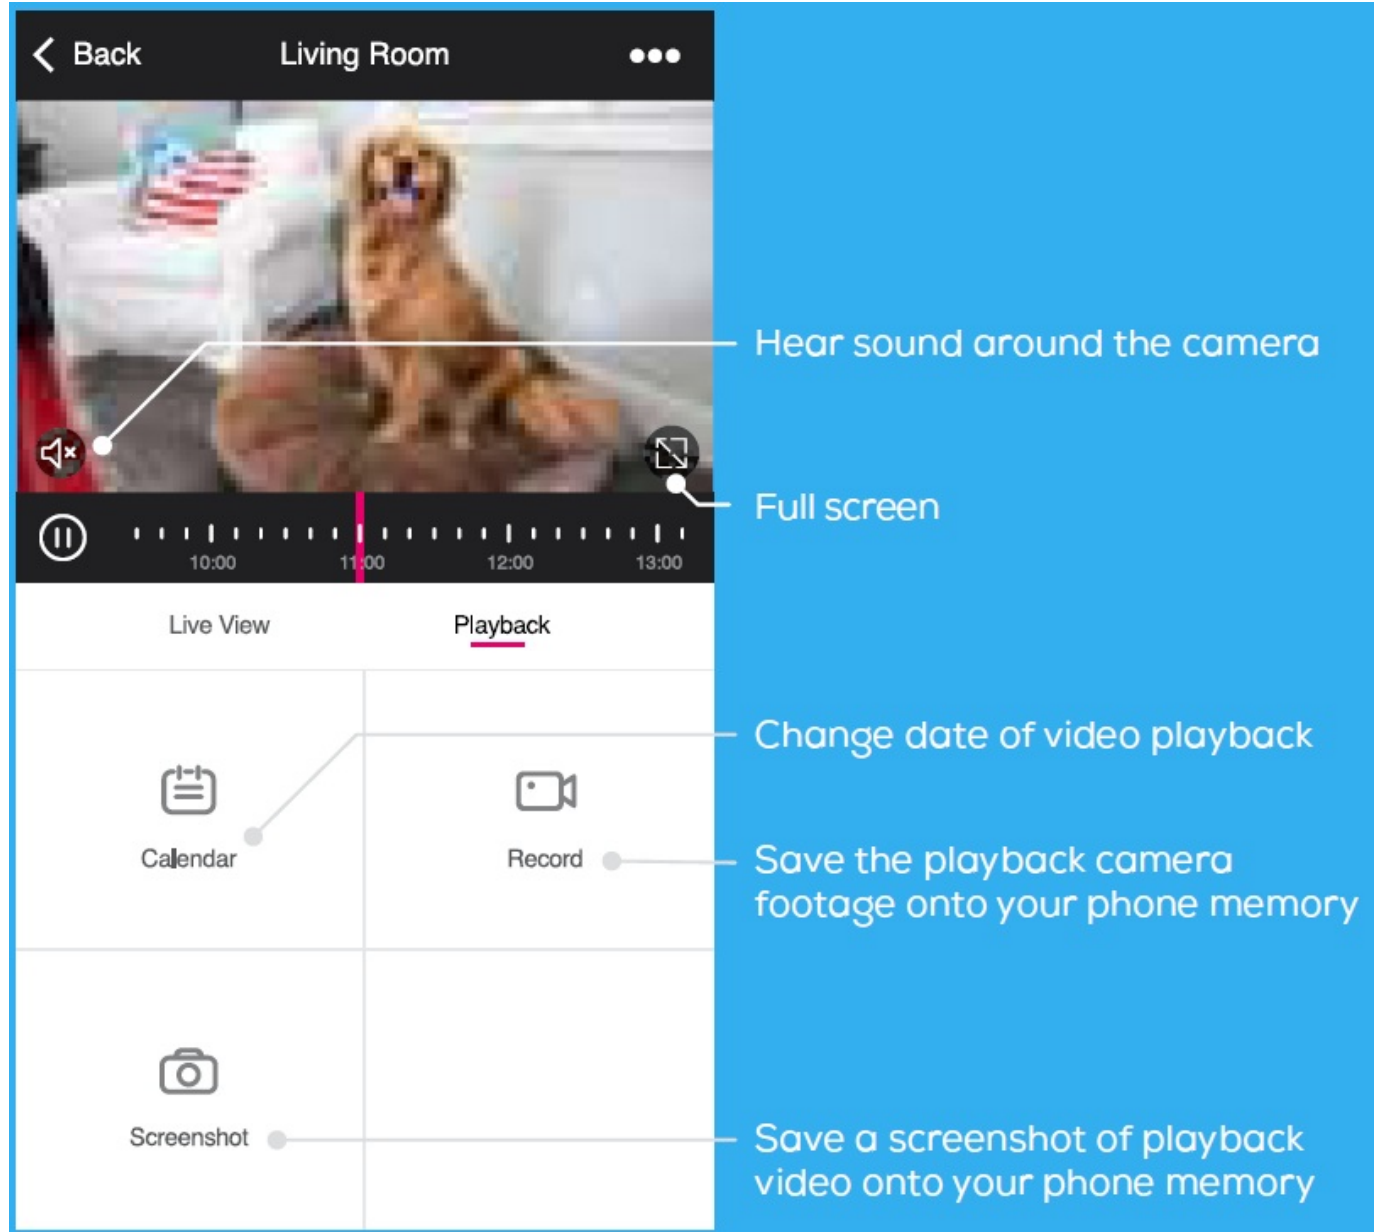 Back Living Room
Hear sound around the camera
Full screen
10:00 11:00 12:00 13:00
Live View Playback
Change date of video playback
Calendar Record
Save the playback camera
footage onto your phone memory
Screenshot
Save a screenshot of playback
video onto your phone memory